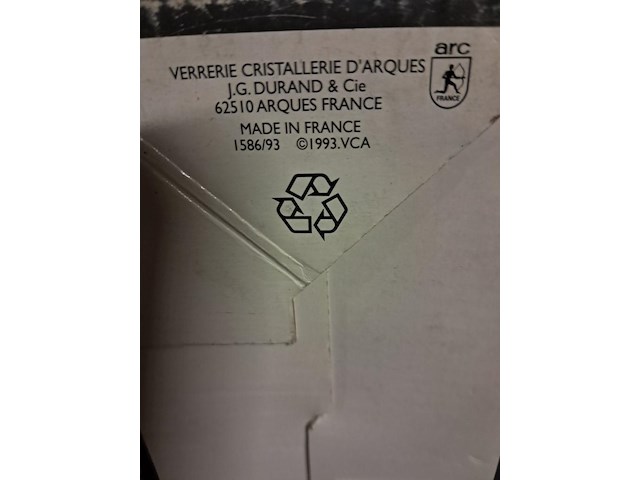 arc
VERRERIE CRISTALLERIE D'ARQUES
J.G. DURAND & Cie
62510 ARQUES FRANCE
FRANCE
MADE IN FRANCE
1586/93 ©1993.VCA